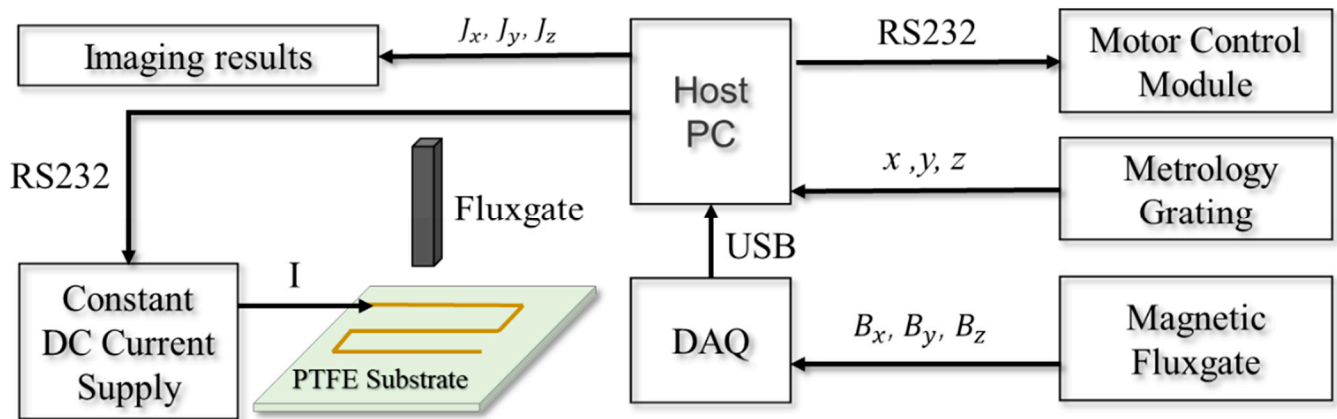 Imaging results
Jx, Jy, Jz
Host
PC
RS232
Motor Control
Module
RS232
Fluxgate
x ,y, z
Metrology
Grating
USB
Constant
DC Current
Supply
I
PTFE Substrate
DAQ
Bx, By, Bz
Magnetic
Fluxgate